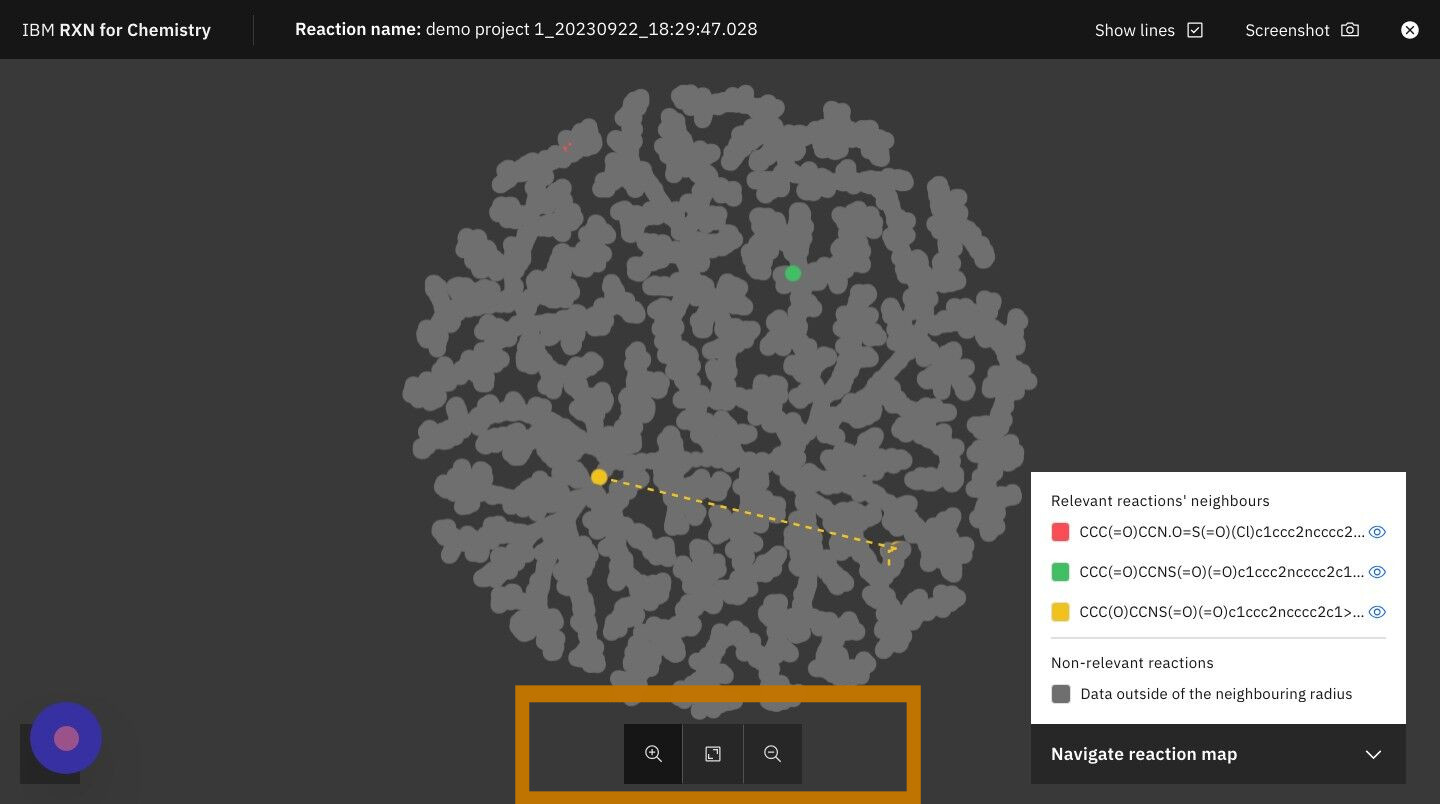 IBM RXN for Chemistry
Reaction name: demo project 1_20230922_18:29:47.028
Show lines
Screenshot
Relevant reactions' neighbours
CCC(=O)CCN.O=S(=O)(Cl)c1ccc2ncccc2...
CCC(=O)CCNS(=O)(=O)c1ccc2ncccc2c1...
CCC(O)CCNS(=O)(=O)c1ccc2ncccc2c1>...
Non-relevant reactions
Data outside of the neighbouring radius
Navigate reaction map